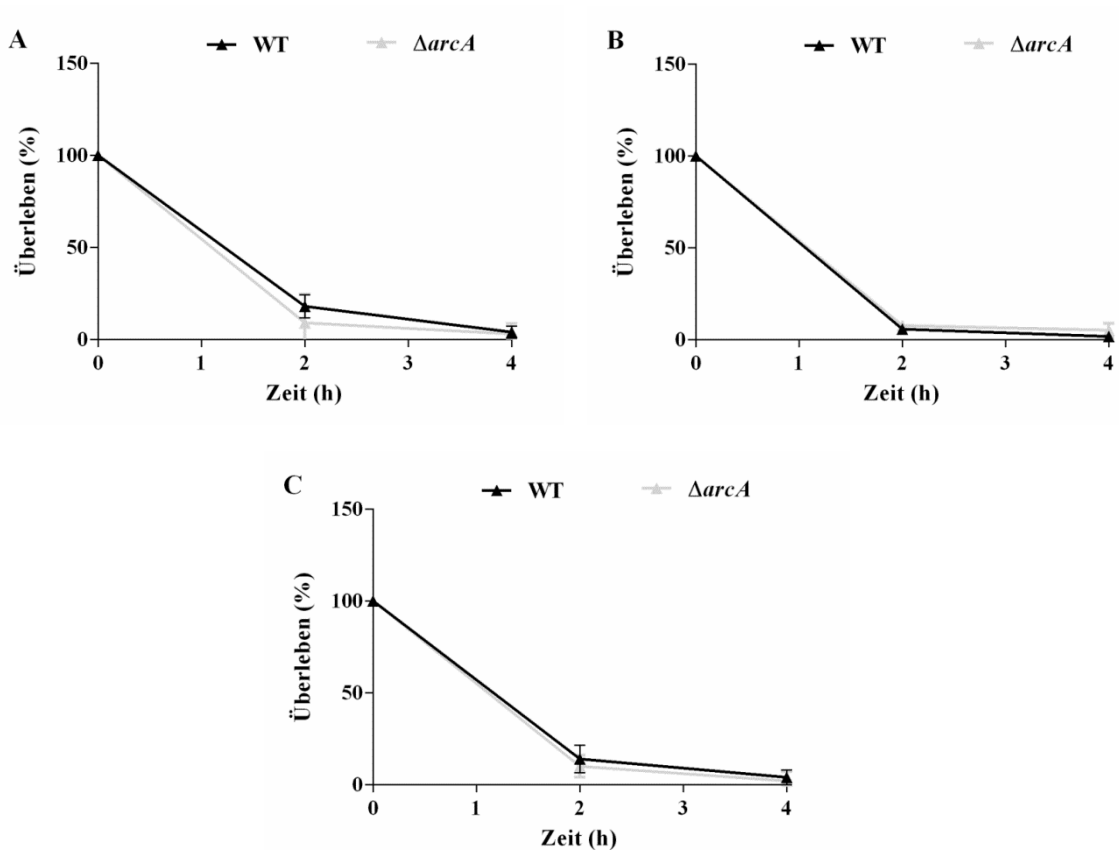 A
WT ΔarcA
150
100
50
0
Überleben (%)
0 1 2 3 4
Zeit (h)
B
WT ΔarcA
150
100
50
0
Überleben (%)
0 1 2 3 4
Zeit (h)
C
WT ΔarcA
150
100
50
0
Überleben (%)
0 1 2 3 4
Zeit (h)